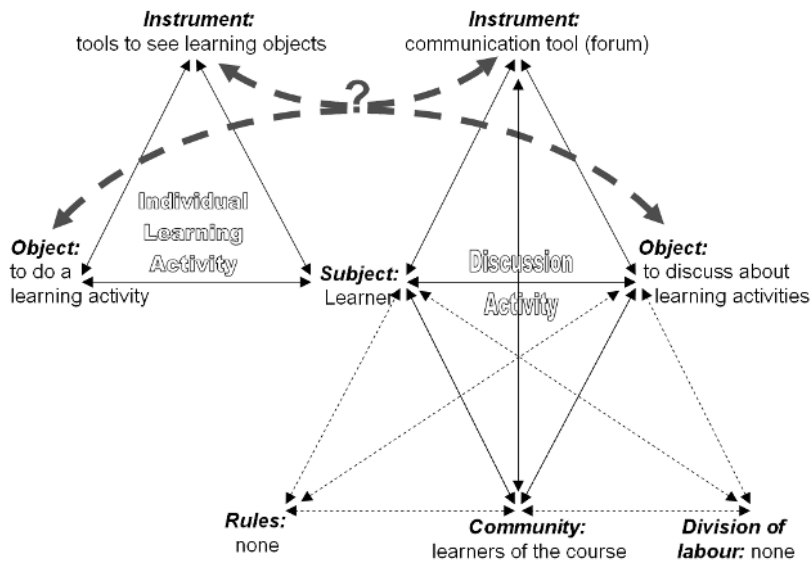 Instrument:
tools to see learning objects
Instrument:
communication tool (forum)
?
Individual
Learning
Activity
Object:
to do a
learning activity
Subject:
Learner
Discussion
Activity
Object:
to discuss about
learning activities
Rules:
none
Community:
learners of the course
Division of
labour: none